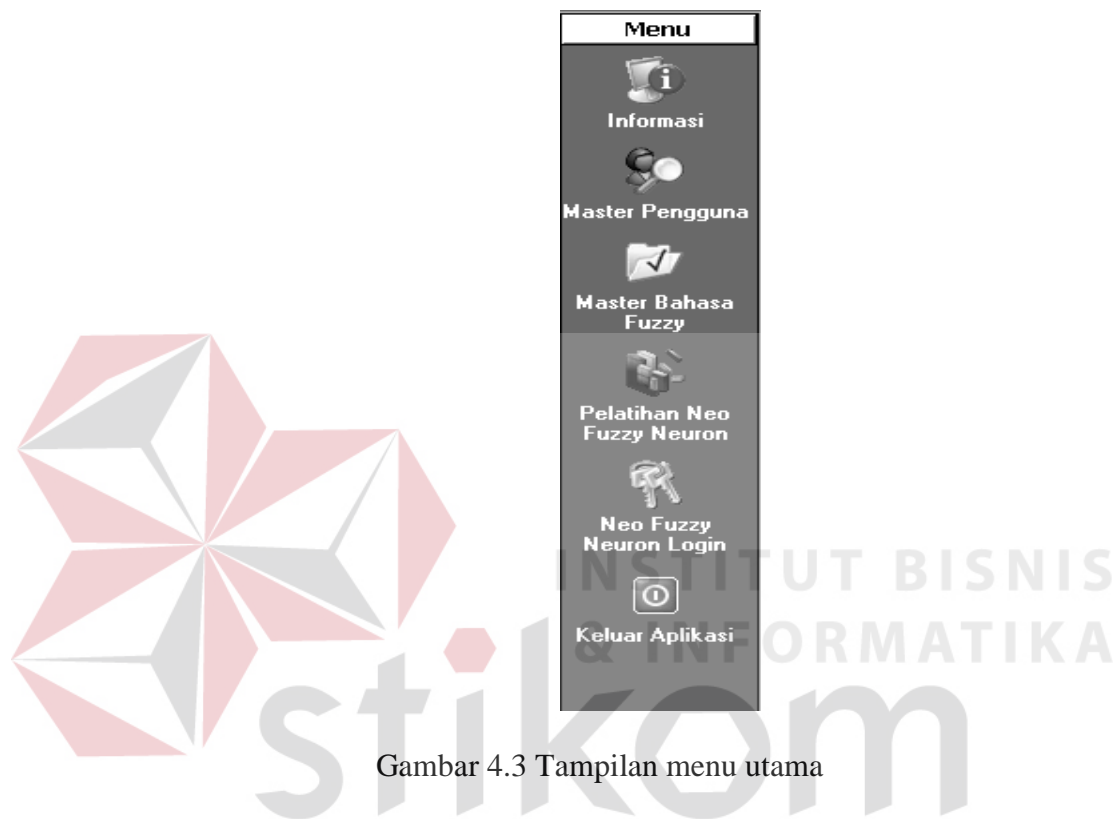 Menu
Informasi
Master Pengguna
Master Bahasa
Fuzzy
Pelatihan Neo
Fuzzy Neuron
Neo Fuzzy
Neuron Login
Keluar Aplikasi
INSTITUT BISNIS
& INFORMATIKA
stikom
Gambar 4.3 Tampilan menu utama